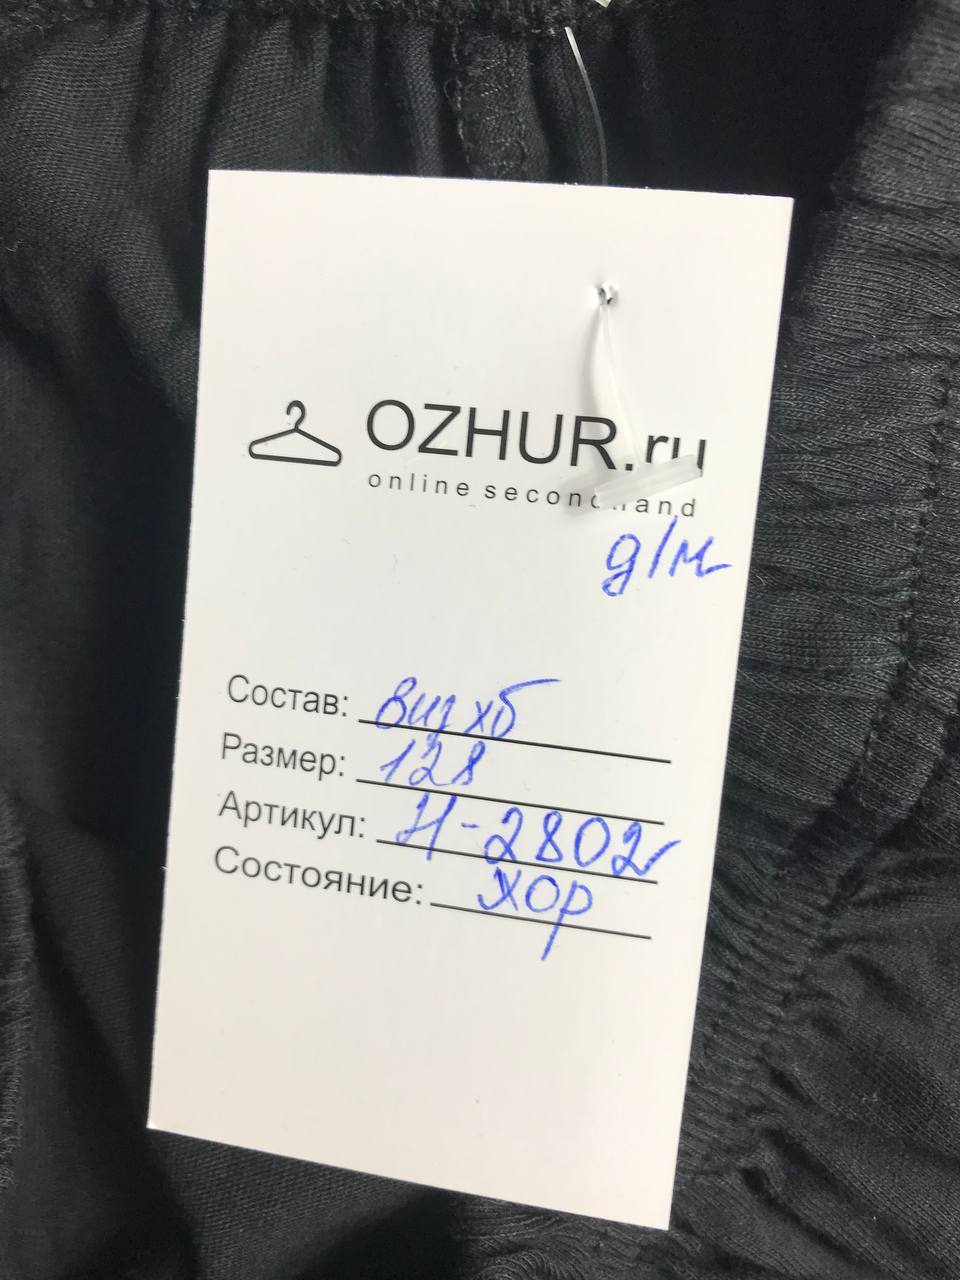 OZHUR.ru
online secondhand
д/м
Состав: виз хб
Размер: 128
Артикул: Н-2802
Состояние: хор